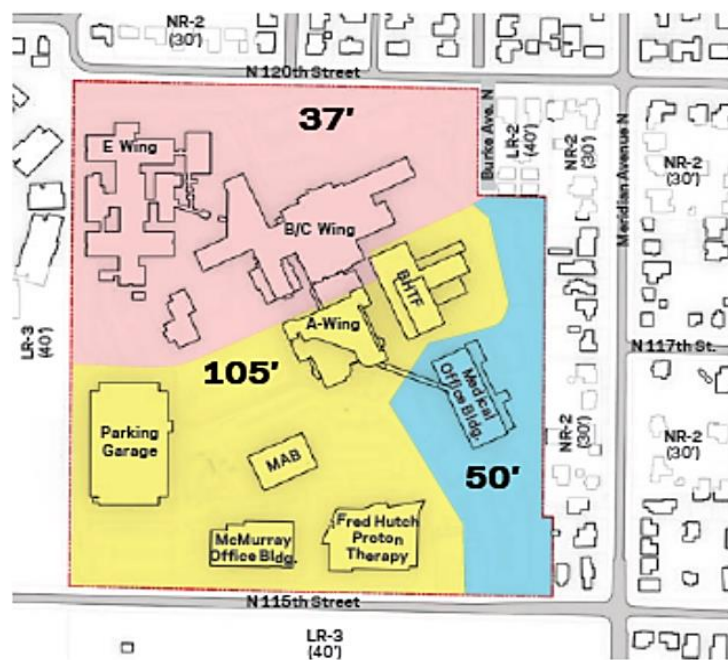 NR-2
(30')
N 120th Street
37'
Burke Ave. N
LR-2
(40')
NR-2
(30')
Meridian Avenue N
NR-2
(30')
E Wing
B/C Wing
BHTF
A-Wing
LR-3
(40')
105'
Medical
Office Bldg.
N 117th St.
Parking
Garage
MAB
50'
NR-2
(30')
NR-2
(30')
McMurray
Office Bldg.
Fred Hutch
Proton
Therapy
N 115th Street
LR-3
(40')